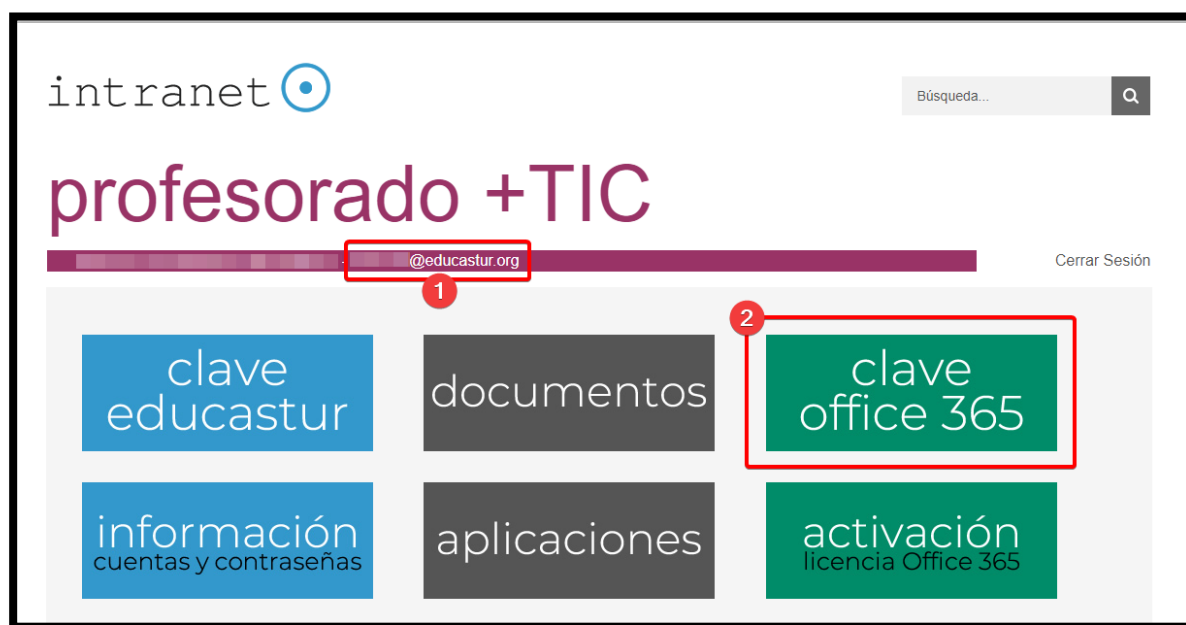 intranet
Búsqueda...
profesorado +TIC
@educastur.org
Cerrar Sesión
1
2
clave
educastur
documentos
clave
office 365
información
cuentas y contraseñas
aplicaciones
activación
licencia Office 365